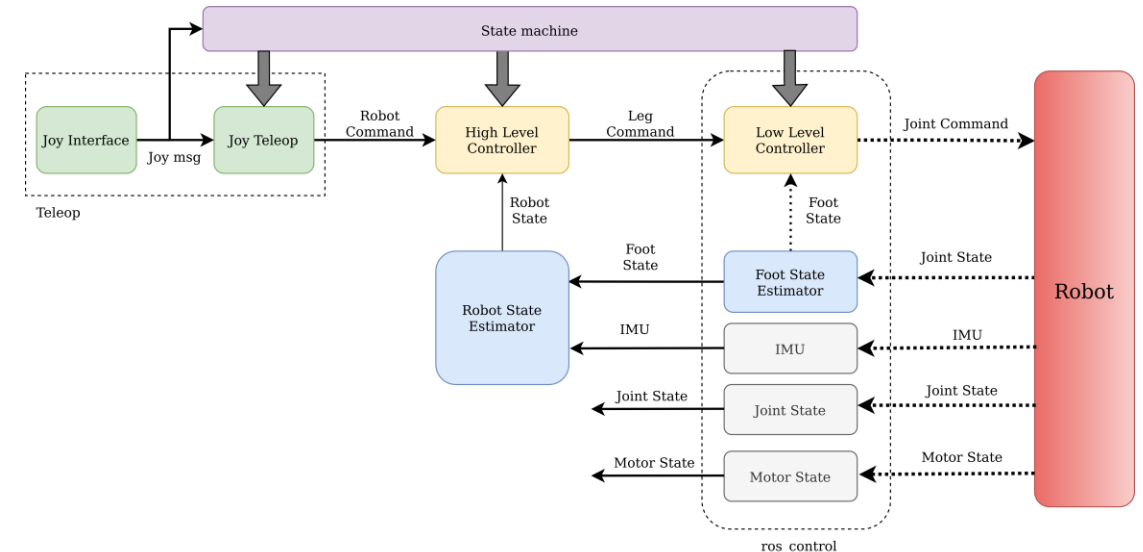 State machine
Joy Interface
Joy msg
Joy Teleop
Teleop
Robot
Command
High Level
Controller
Leg
Command
Low Level
Controller
Joint Command
Robot
State
Foot
State
Foot
State
Joint State
Robot State
Estimator
Foot State
Estimator
Robot
IMU
IMU
IMU
Joint State
Joint State
Joint State
Motor State
Motor State
Motor State
ros control